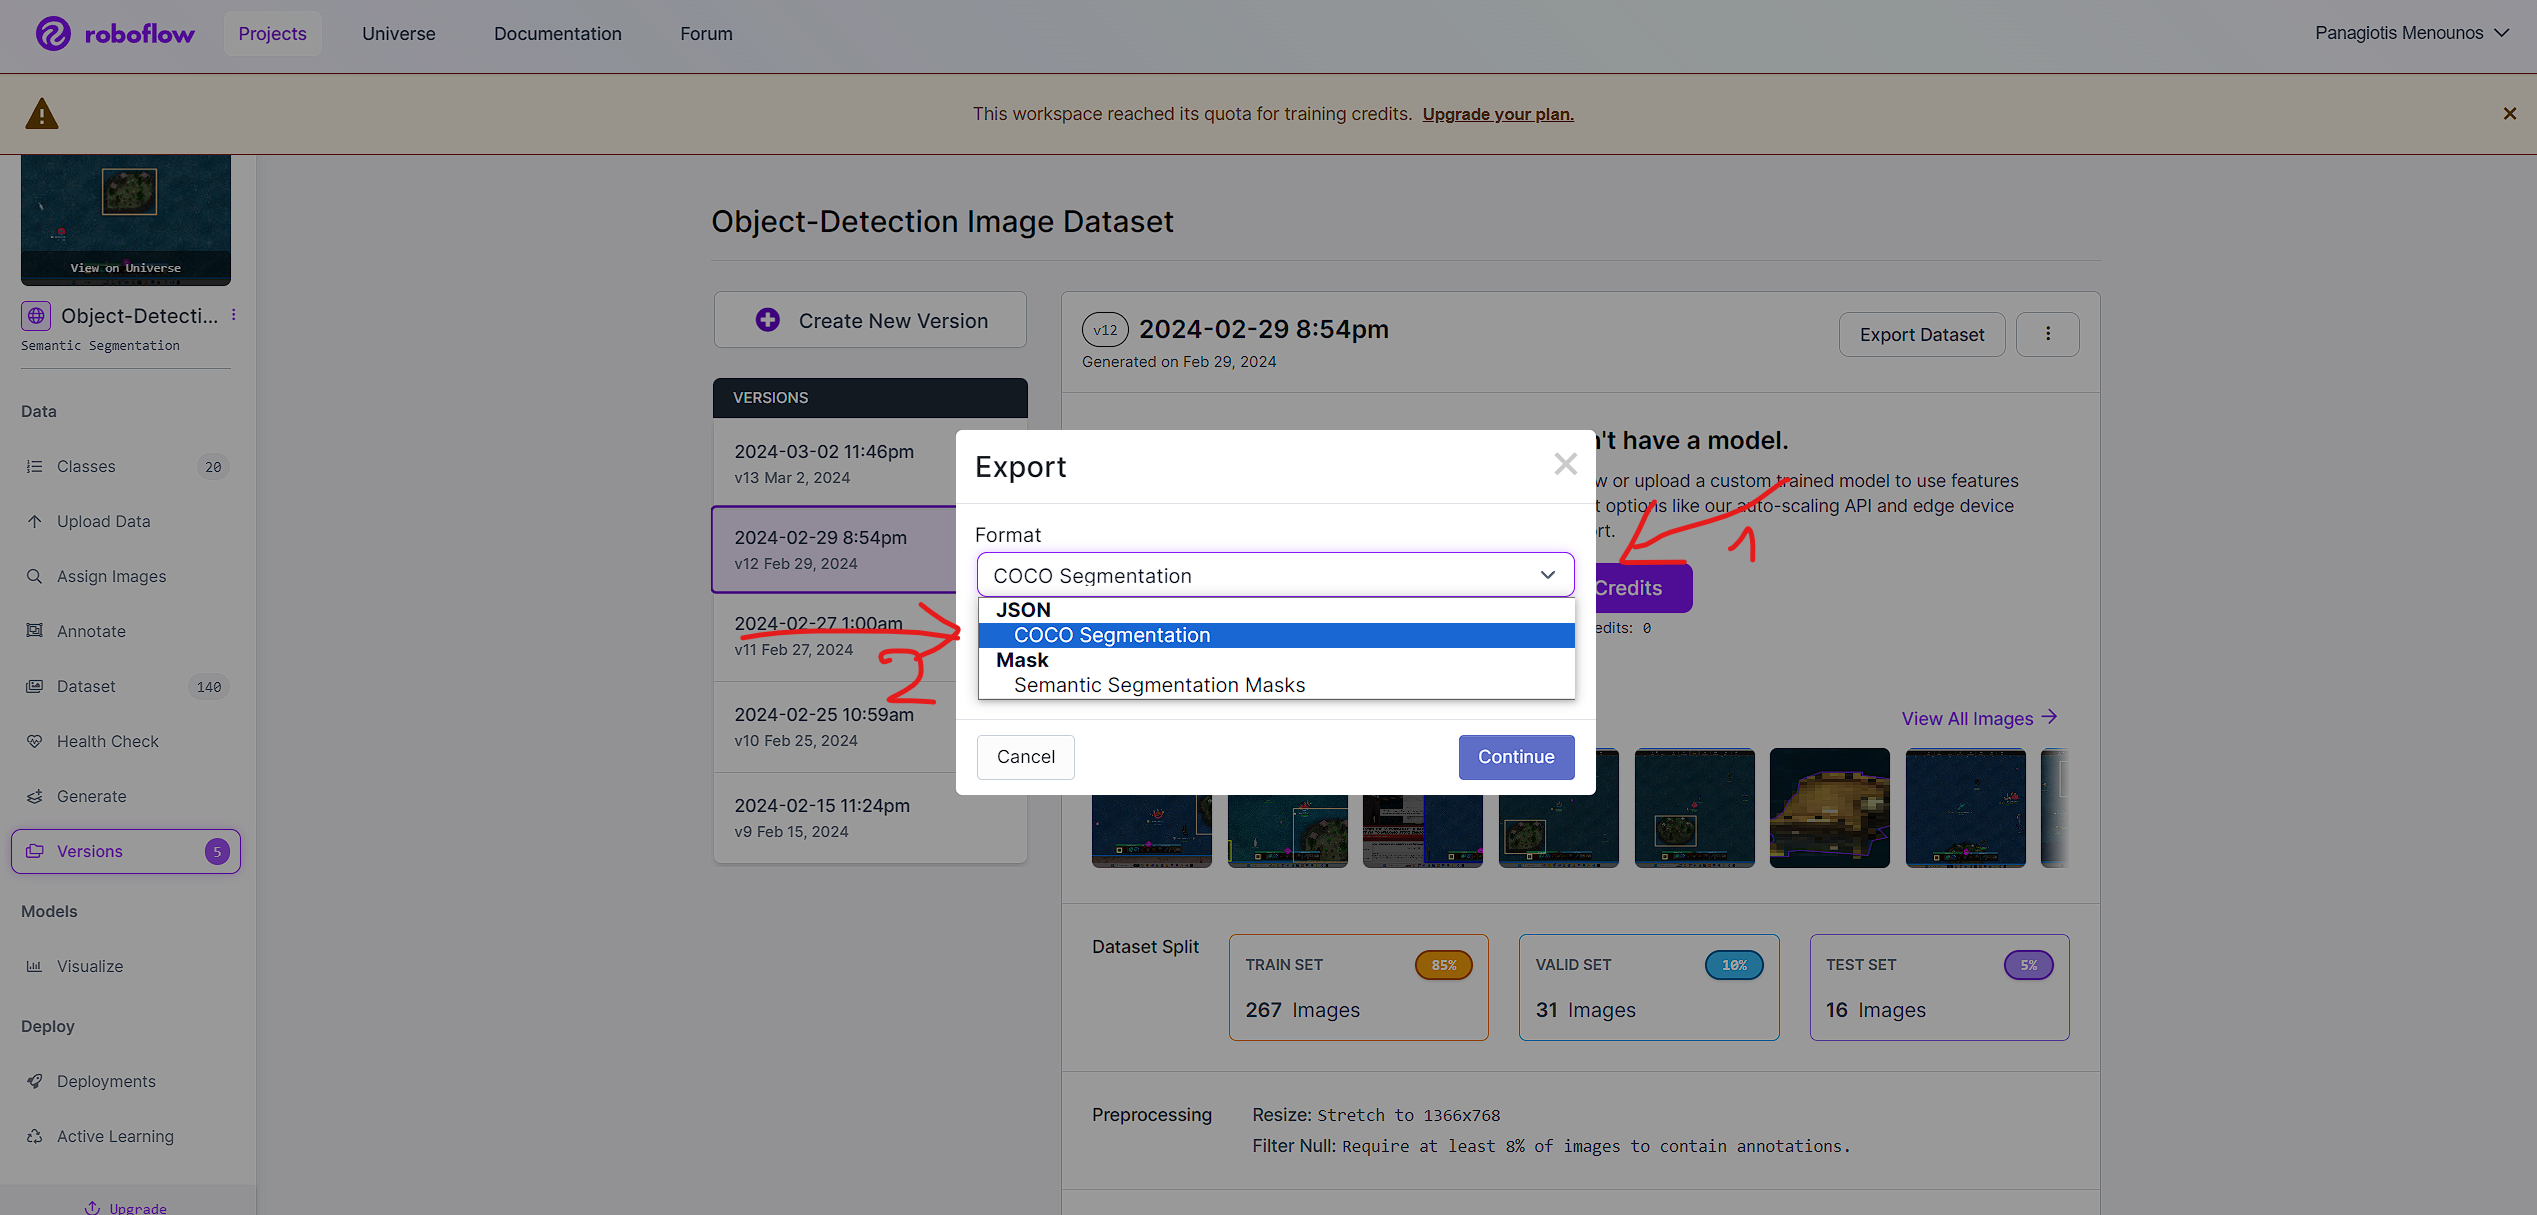 roboflow
Projects
Universe
Documentation
Forum
Panagiotis Menounos
This workspace reached its quota for training credits. Upgrade your plan.
View on Universe
Object-Detecti...
Semantic Segmentation
Data
Classes 20
Upload Data
Assign Images
Annotate
Dataset 140
Health Check
Generate
Versions 5
Models
Visualize
Deploy
Deployments
Active Learning
Upgrade
Object-Detection Image Dataset
Create New Version
VERSIONS
2024-03-02 11:46pm
v13 Mar 2, 2024
2024-02-29 8:54pm
v12 Feb 29, 2024
2024-02-27 1:00am
v11 Feb 27, 2024
2024-02-25 10:59am
v10 Feb 25, 2024
2024-02-15 11:24pm
v9 Feb 15, 2024
v12 2024-02-29 8:54pm
Generated on Feb 29, 2024
Export Dataset
't have a model.
w or upload a custom trained model to use features
t options like our auto-scaling API and edge device
rt.
1
Credits
edits: 0
Export
Format
COCO Segmentation
JSON
COCO Segmentation
Mask
Semantic Segmentation Masks
2
Cancel
Continue
View All Images
Dataset Split
TRAIN SET 85%
267 Images
VALID SET 10%
31 Images
TEST SET 5%
16 Images
Preprocessing
Resize: Stretch to 1366x768
Filter Null: Require at least 8% of images to contain annotations.